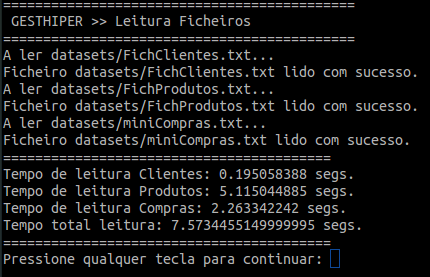 ============================================
GESTHIPER >> Leitura Ficheiros
============================================
A ler datasets/FichClientes.txt...
Ficheiro datasets/FichClientes.txt lido com sucesso.
A ler datasets/FichProdutos.txt...
Ficheiro datasets/FichProdutos.txt lido com sucesso.
A ler datasets/miniCompras.txt...
Ficheiro datasets/miniCompras.txt lido com sucesso.
=========================================
Tempo de leitura Clientes: 0.195058388 segs.
Tempo de leitura Produtos: 5.115044885 segs.
Tempo de leitura Compras: 2.263342242 segs.
Tempo total leitura: 7.5734455149999995 segs.
=========================================
Pressione qualquer tecla para continuar: